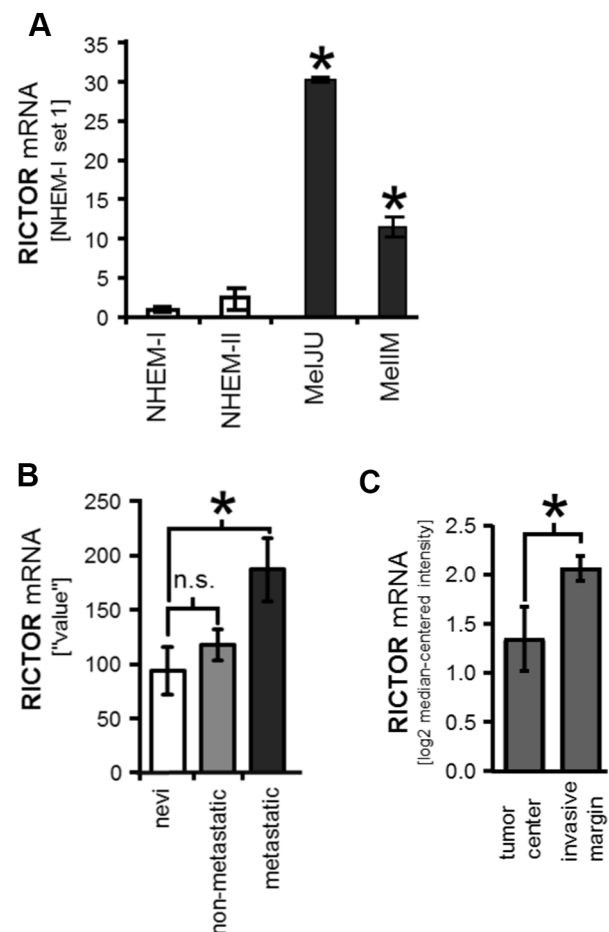 A
RICTOR mRNA
[NHEM-I set 1]
35
30
25
20
15
10
5
0
*
*
NHEM-I
NHEM-II
MelJU
MelIM
B
RICTOR mRNA
["value"]
250
200
150
100
50
0
*
n.s.
nevi
non-metastatic
metastatic
C
RICTOR mRNA
[log2 median-centered intensity]
2.5
2.0
1.5
1.0
0.5
0.0
*
tumor
center
invasive
margin